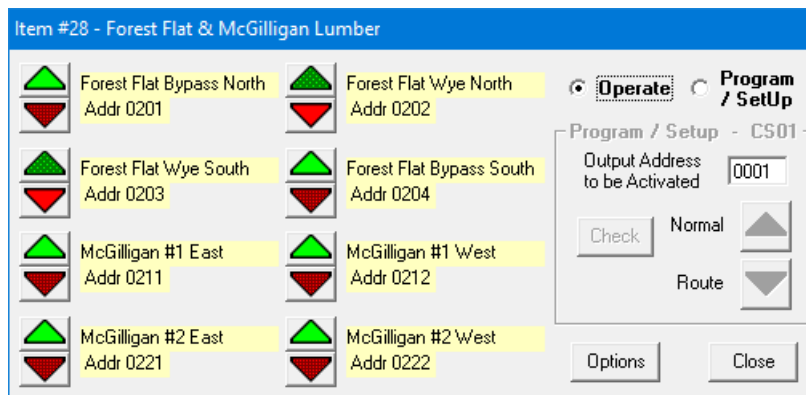 Item #28 - Forest Flat & McGilligan Lumber
Forest Flat Bypass North
Addr 0201
Forest Flat Wye North
Addr 0202
Forest Flat Wye South
Addr 0203
Forest Flat Bypass South
Addr 0204
McGilligan #1 East
Addr 0211
McGilligan #1 West
Addr 0212
McGilligan #2 East
Addr 0221
McGilligan #2 West
Addr 0222
Operate
Program
/ SetUp
Program / Setup - CS01
Output Address
to be Activated
0001
Check
Normal
Route
Options
Close